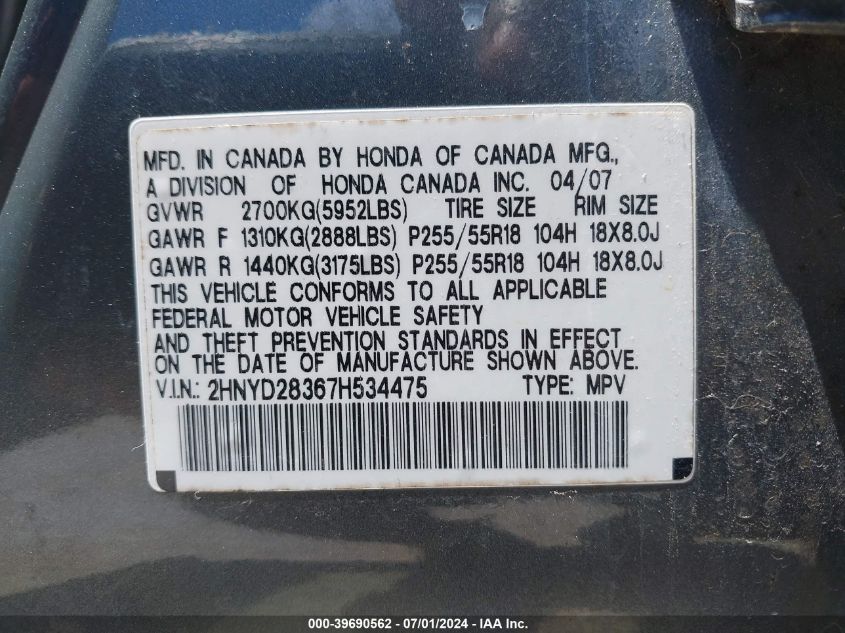 MFD. IN CANADA BY HONDA OF CANADA MFG.,
A DIVISION OF HONDA CANADA INC. 04/07
GVWR 2700KG(5952LBS) TIRE SIZE RIM SIZE
GAWR F 1310KG(2888LBS) P255/55R18 104H 18X8.0J
GAWR R 1440KG(3175LBS) P255/55R18 104H 18X8.0J
THIS VEHICLE CONFORMS TO ALL APPLICABLE
FEDERAL MOTOR VEHICLE SAFETY
AND THEFT PREVENTION STANDARDS IN EFFECT
ON THE DATE OF MANUFACTURE SHOWN ABOVE.
V.I.N.: 2HNYD28367H534475 TYPE: MPV
000-39690562 - 07/01/2024 - IAA Inc.